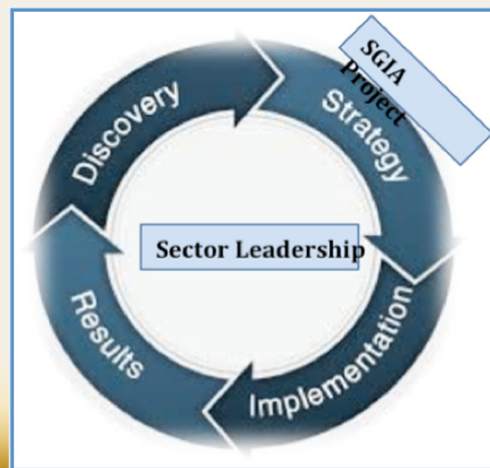 SGIA
Project
Discovery
Strategy
Sector Leadership
Results
Implementation